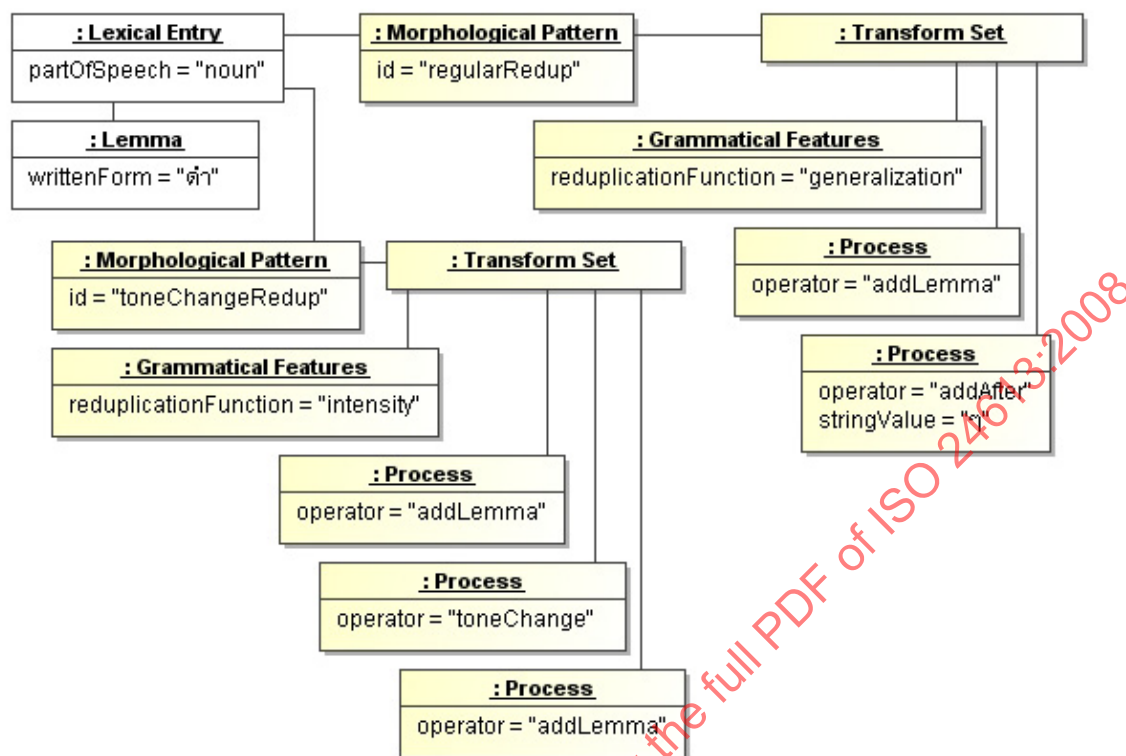 : Lexical Entry
partOfSpeech = "noun"
: Morphological Pattern
id = "regularRedup"
: Transform Set
: Lemma
writtenForm = "ดำ"
: Grammatical Features
reduplicationFunction = "generalization"
: Process
operator = "addLemma"
: Process
operator = "addAfter"
stringValue = "ๆ"
: Morphological Pattern
id = "toneChangeRedup"
: Transform Set
: Grammatical Features
reduplicationFunction = "intensity"
: Process
operator = "addLemma"
: Process
operator = "toneChange"
: Process
operator = "addLemma"
the full PDF of ISO 24613:2008